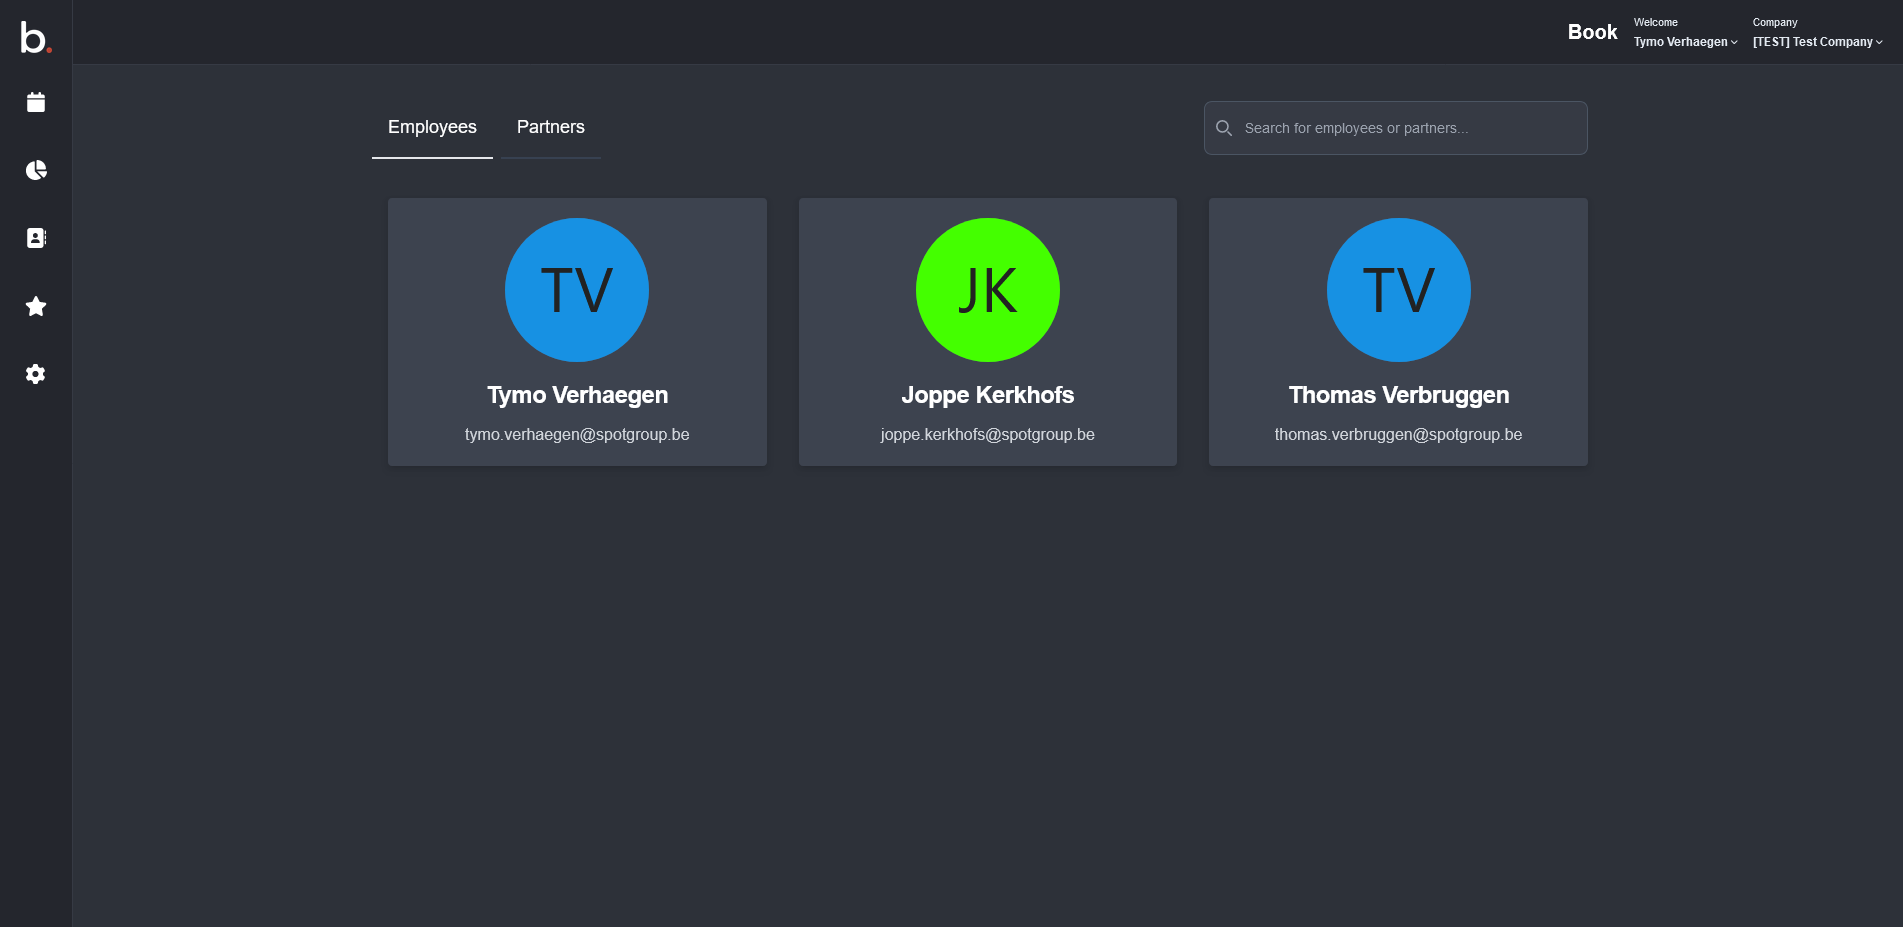 b.
Book
Welcome
Tymo Verhaegen
Company
[TEST] Test Company
Employees
Partners
Search for employees or partners...
TV
Tymo Verhaegen
tymo.verhaegen@spotgroup.be
JK
Joppe Kerkhofs
joppe.kerkhofs@spotgroup.be
TV
Thomas Verbruggen
thomas.verbruggen@spotgroup.be